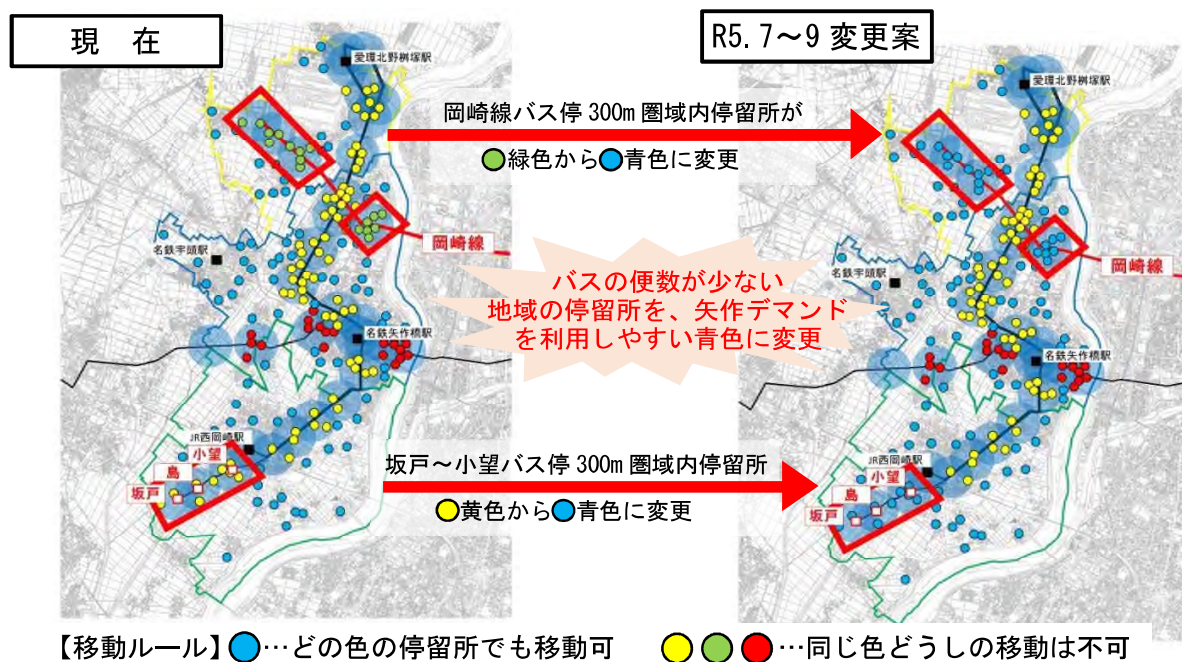 現 在
R5.7～9 変更案
愛環北野桝塚駅
岡崎線バス停 300m 圏域内停留所が
緑色から青色に変更
名鉄宇頭駅
岡崎線
バスの便数が少ない
地域の停留所を、矢作デマンド
を利用しやすい青色に変更
名鉄矢作橋駅
JR西岡崎駅
小望
島
坂戸
愛環北野桝塚駅
名鉄宇頭駅
岡崎線
名鉄矢作橋駅
JR西岡崎駅
小望
島
坂戸
坂戸～小望バス停 300m 圏域内停留所
黄色から青色に変更
【移動ルール】…どの色の停留所でも移動可 …同じ色どうしの移動は不可